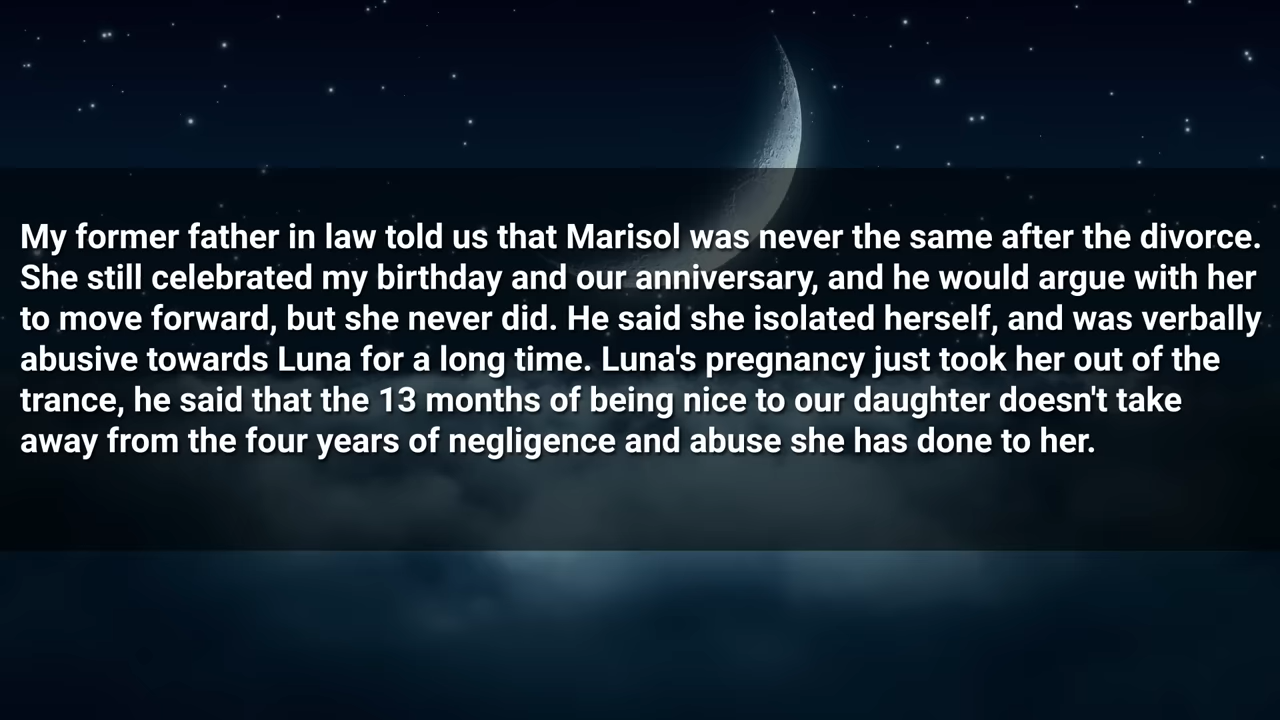 My former father in law told us that Marisol was never the same after the divorce.
She still celebrated my birthday and our anniversary, and he would argue with her
to move forward, but she never did. He said she isolated herself, and was verbally
abusive towards Luna for a long time. Luna's pregnancy just took her out of the
trance, he said that the 13 months of being nice to our daughter doesn't take
away from the four years of negligence and abuse she has done to her.